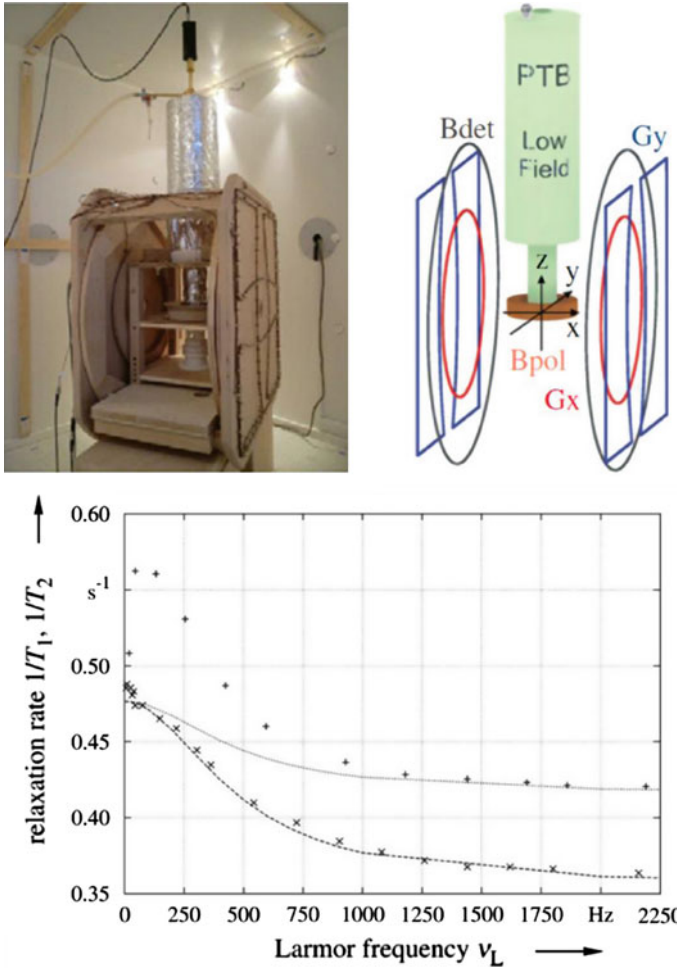 PTB
Low
Field
Bdet
Gy
z
y
x
Bpol
Gx
0.60
s⁻¹
0.50
0.45
0.40
0.35
relaxation rate 1/T₁, 1/T₂
0 250 500 750 1000 1250 1500 1750 Hz 2250
Larmor frequency νL